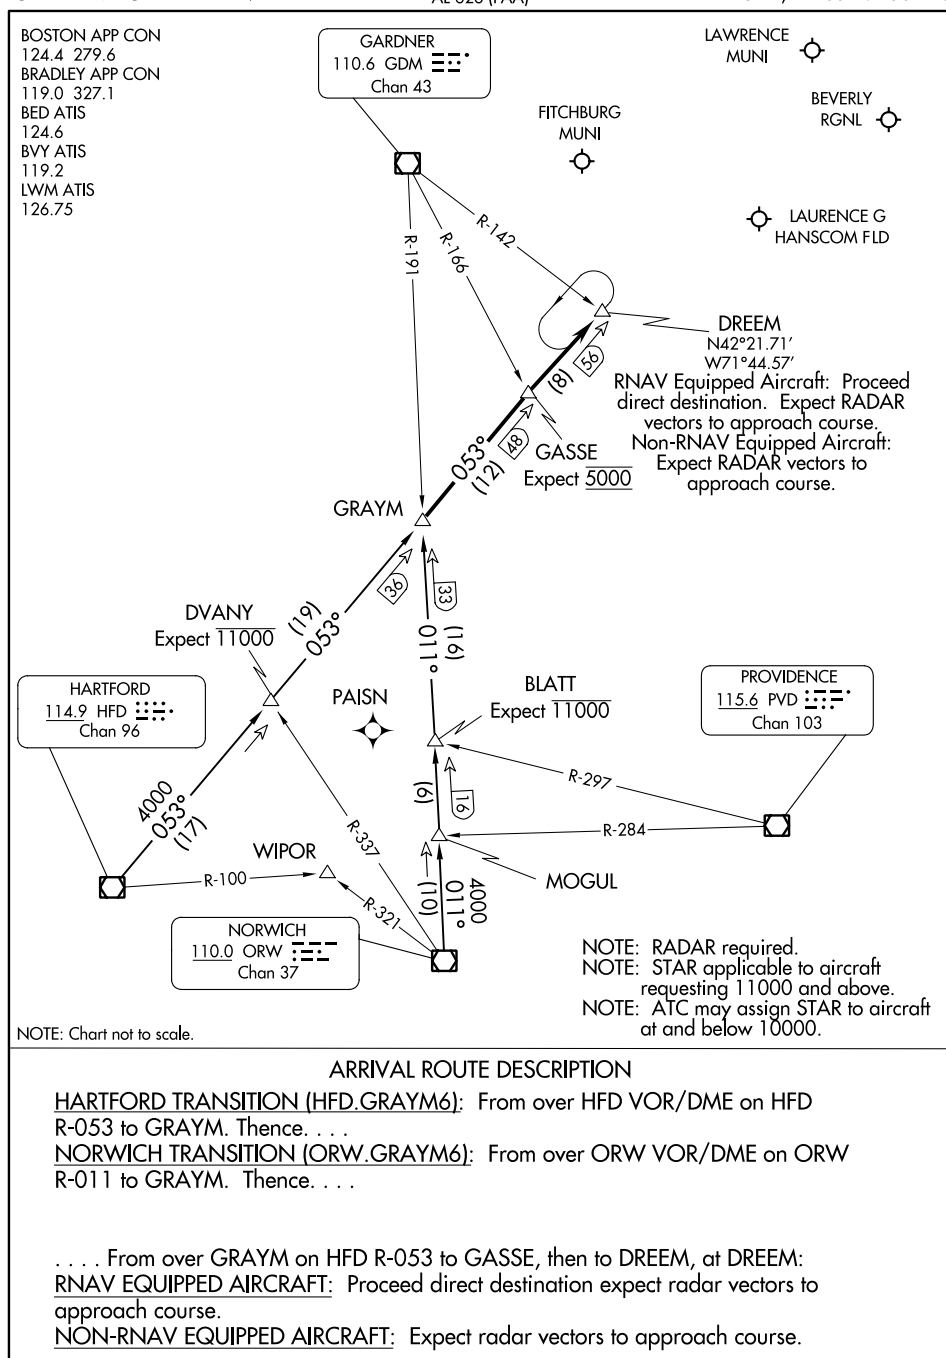 AL-628 (FAA)
BOSTON APP CON
124.4 279.6
BRADLEY APP CON
119.0 327.1
BED ATIS
124.6
BVY ATIS
119.2
LWM ATIS
126.75
GARDNER
110.6 GDM
Chan 43
LAWRENCE
MUNI
BEVERLY
RGNL
FITCHBURG
MUNI
LAURENCE G
HANSCOM FLD
R-191
R-166
R-142
DREEM
N42°21.71'
W71°44.57'
RNAV Equipped Aircraft: Proceed
direct destination. Expect RADAR
vectors to approach course.
Non-RNAV Equipped Aircraft:
Expect RADAR vectors to
approach course.
56
(8)
48
GASSE
Expect 5000
053°
(12)
GRAYM
36
33
(19)
053°
(16)
011°
DVANY
Expect 11000
HARTFORD
114.9 HFD
Chan 96
PAISN
BLATT
Expect 11000
PROVIDENCE
115.6 PVD
Chan 103
4000
053°
(17)
(6)
16
R-297
R-284
R-337
WIPOR
R-100
R-321
MOGUL
(10)
011°
4000
NORWICH
110.0 ORW
Chan 37
NOTE: RADAR required.
NOTE: STAR applicable to aircraft
requesting 11000 and above.
NOTE: ATC may assign STAR to aircraft
at and below 10000.
NOTE: Chart not to scale.
ARRIVAL ROUTE DESCRIPTION
HARTFORD TRANSITION (HFD.GRAYM6): From over HFD VOR/DME on HFD
R-053 to GRAYM. Thence. . . .
NORWICH TRANSITION (ORW.GRAYM6): From over ORW VOR/DME on ORW
R-011 to GRAYM. Thence. . . .
. . . . From over GRAYM on HFD R-053 to GASSE, then to DREEM, at DREEM:
RNAV EQUIPPED AIRCRAFT: Proceed direct destination expect radar vectors to
approach course.
NON-RNAV EQUIPPED AIRCRAFT: Expect radar vectors to approach course.